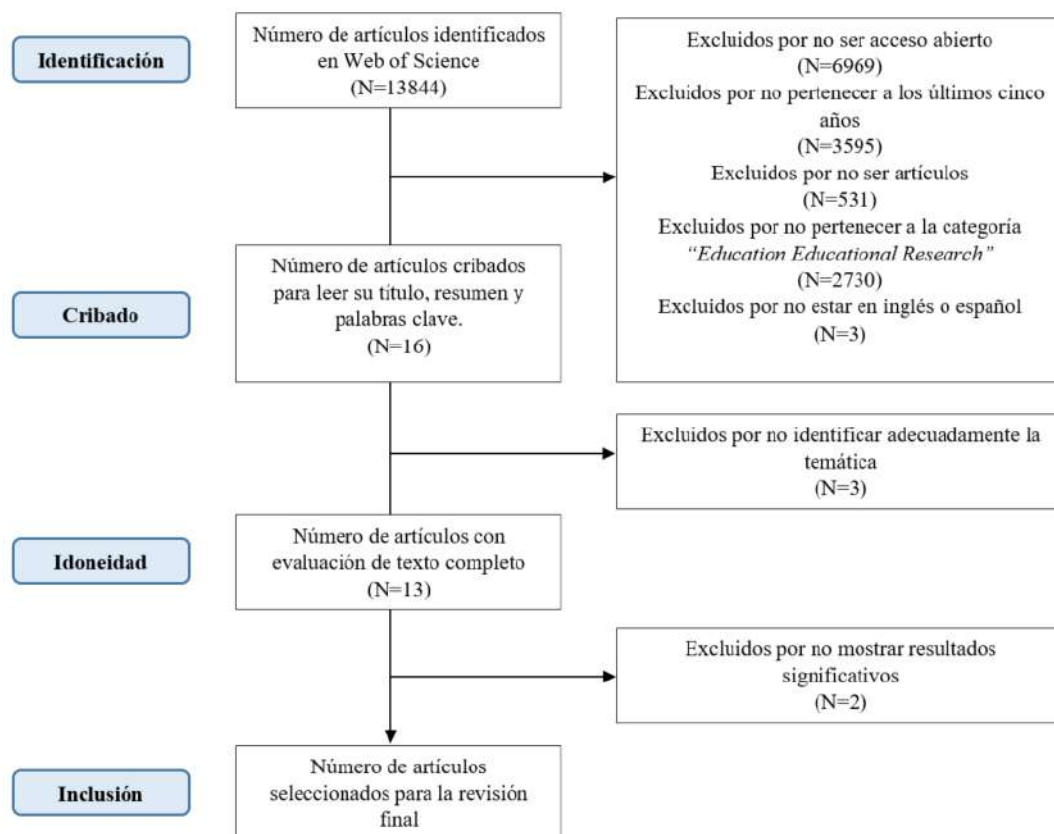 Identificación
Número de artículos identificados
en Web of Science
(N=13844)
Excluidos por no ser acceso abierto
(N=6969)
Excluidos por no pertenecer a los últimos cinco
años
(N=3595)
Excluidos por no ser artículos
(N=531)
Excluidos por no pertenecer a la categoría
“Education Educational Research”
(N=2730)
Excluidos por no estar en inglés o español
(N=3)
Cribado
Número de artículos cribados
para leer su título, resumen y
palabras clave.
(N=16)
Excluidos por no identificar adecuadamente la
temática
(N=3)
Idoneidad
Número de artículos con
evaluación de texto completo
(N=13)
Excluidos por no mostrar resultados
significativos
(N=2)
Inclusión
Número de artículos
seleccionados para la revisión
final